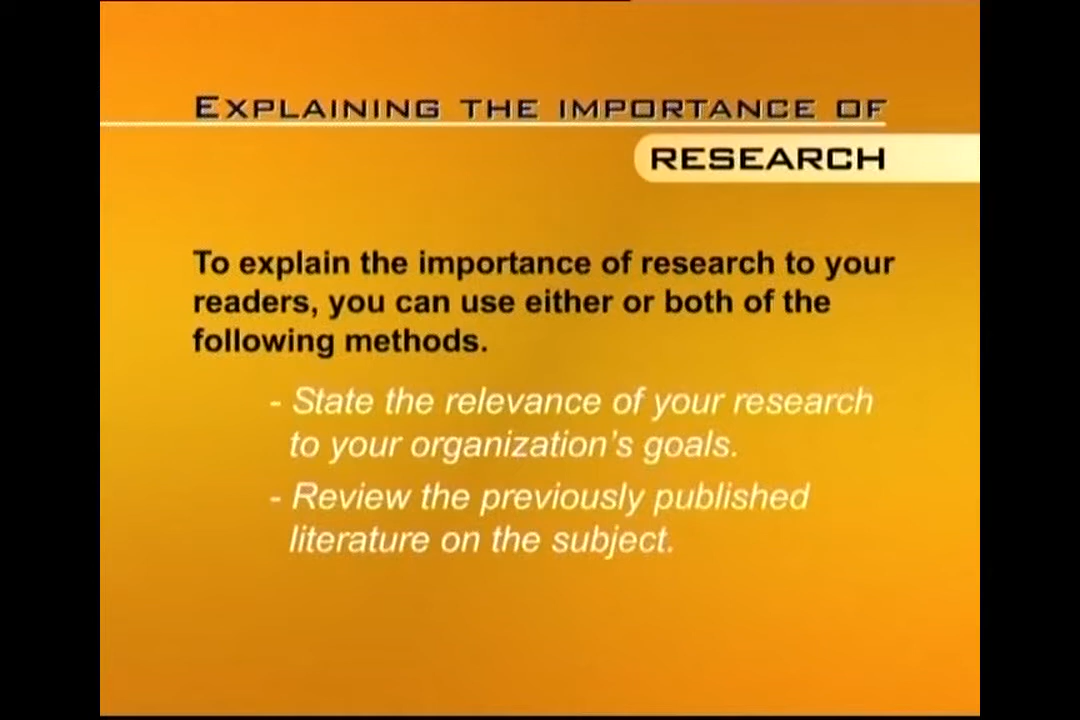 EXPLAINING THE IMPORTANCE OF
RESEARCH
To explain the importance of research to your
readers, you can use either or both of the
following methods.
- State the relevance of your research
to your organization's goals.
- Review the previously published
literature on the subject.